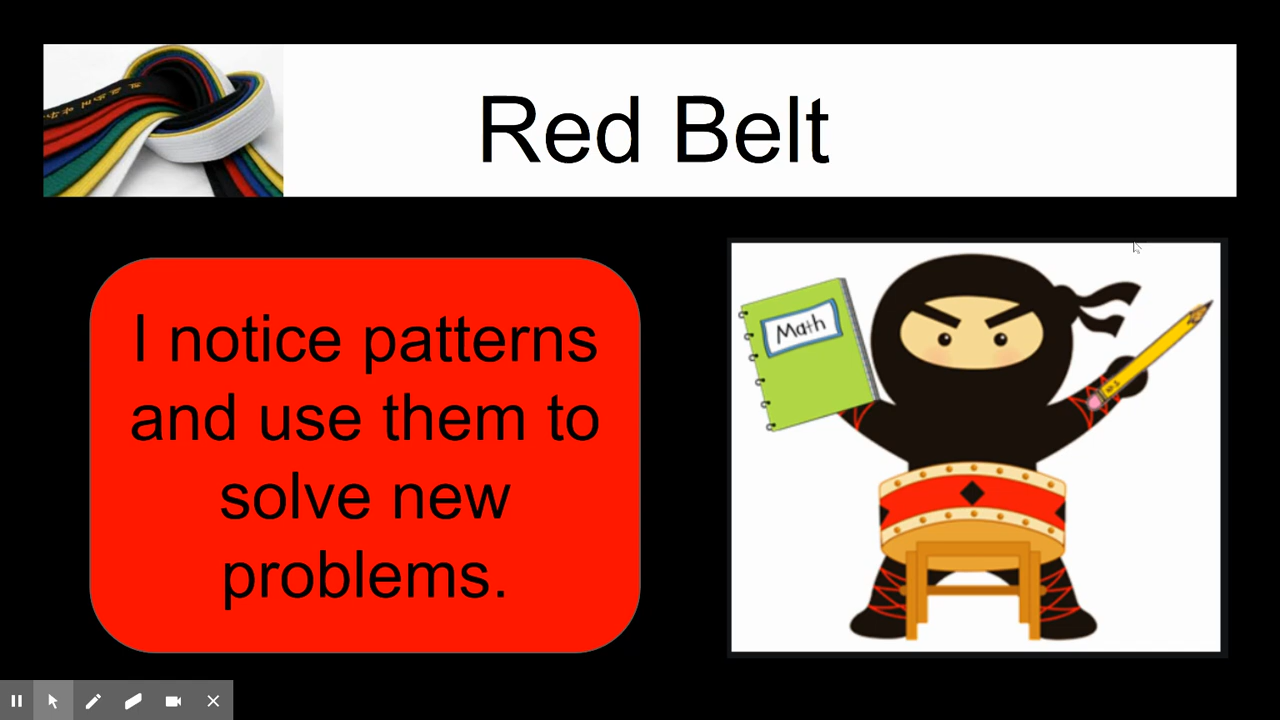 Red Belt
I notice patterns
and use them to
solve new
problems.
Math